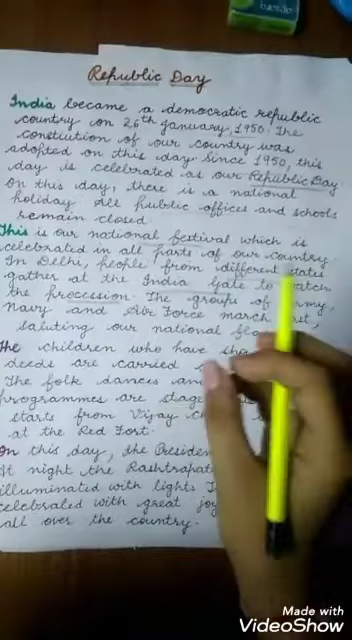 Republic Day
India became a democratic republic
country on 26th January, 1950. The
constitution of our country was
adopted on this day. Since 1950, this
day is celebrated as our Republic Day.
On this day, there is a national
holiday. All public offices and schools
remain closed.
This is our national festival which is
celebrated in all parts of our country.
In Delhi, people from different states
gather at the India Gate to watch
the procession. The groups of Army,
Navy and Air Force march
saluting our national
The children who have
deeds are carried
The folk dances
programmes are
starts from Vijay
at the Red Fort.
On this day, the
At night the
illuminated with lights.
celebrated with great joy
all over the country.
Made with
VideoShow